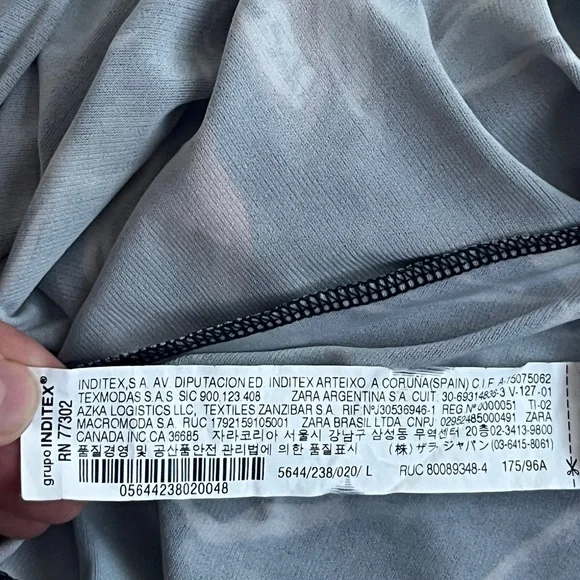 grupo INDITEX®
RN 77302
INDITEX,S.A. AV. DIPUTACION ED. INDITEX ARTEIXO A CORUÑA(SPAIN) C.I.F. A-15075062
TEXMODAS S A S SIC 900,123 408 ZARA ARGENTINA S.A. CUIT: 30-69314835-3 V-127-01
AZKA LOGISTICS LLC, TEXTILES ZANZIBAR S.A. RIF NºJ30536946-1 REG Nº0000051 TI-02
MACROMODA S.A. RUC 1792159105001 ZARA BRASIL LTDA, CNPJ 02952485000491 ZARA
CANADA INC CA 36685 자라코리아 서울시 강남구 삼성동 무역센터 20층 02-3413-9800
품질경영 및 공산품안전 관리법에 의한 품질표시 (株) ザラ ジャパン (03-6415-8061)
5644/238/020/ L RUC 80089348-4 175/96A
05644238020048